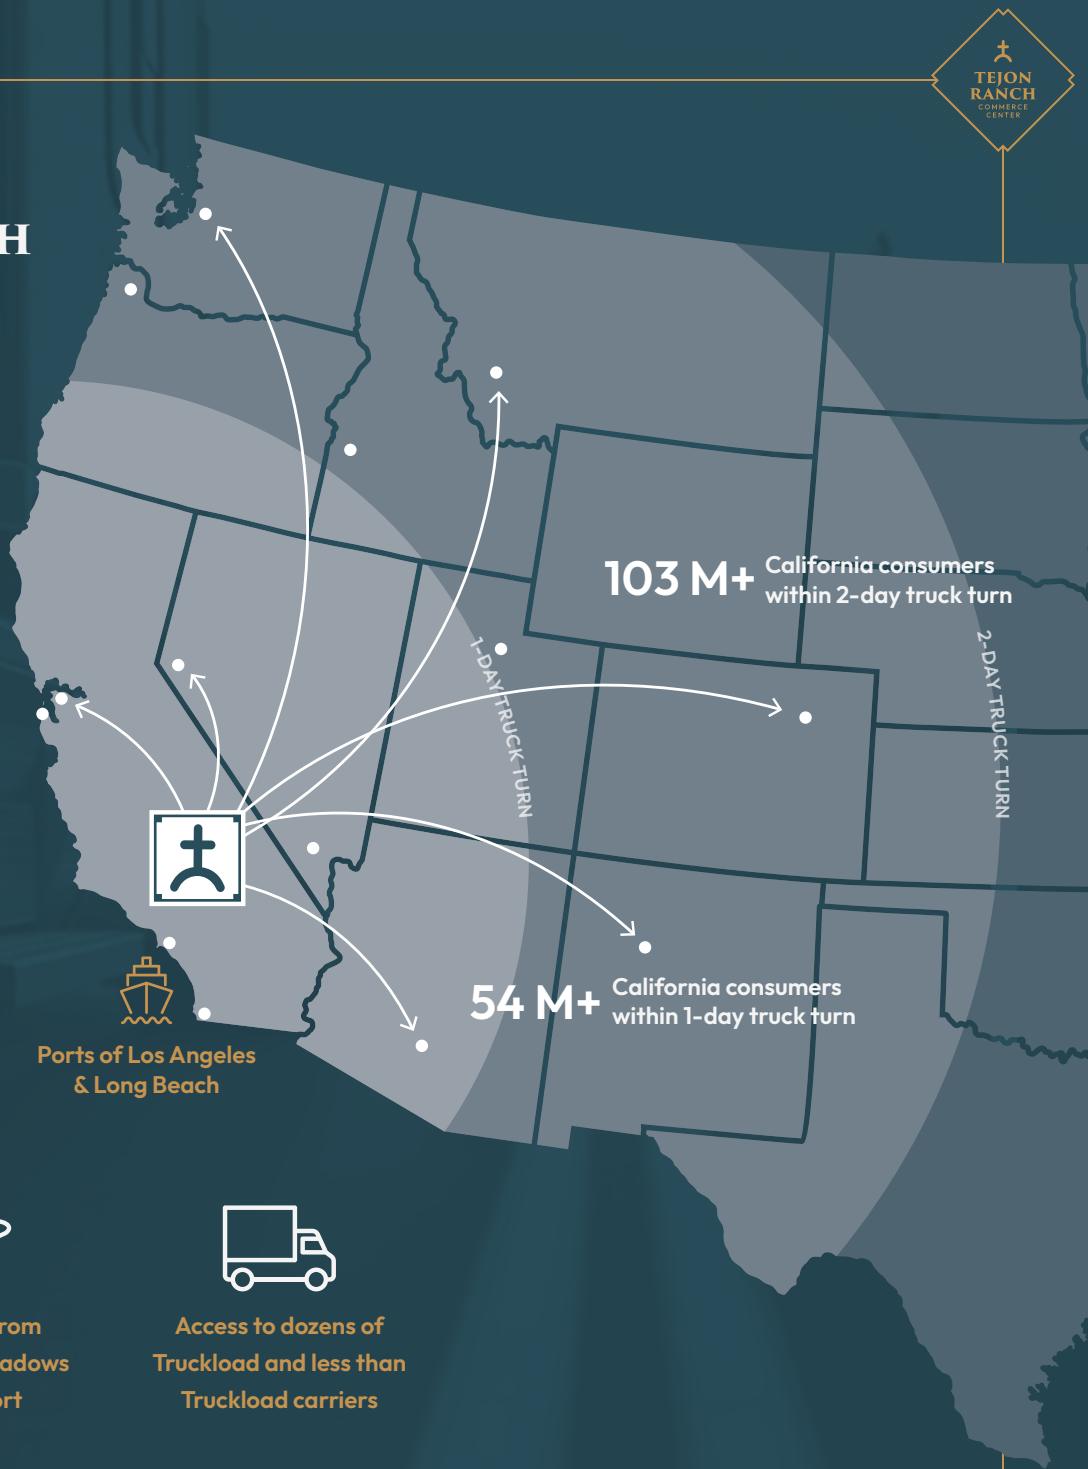 TEJON
RANCH
COMMERCE
CENTER
H
103 M+
California consumers
within 2-day truck turn
1-DAY TRUCK TURN
2-DAY TRUCK TURN
54 M+
California consumers
within 1-day truck turn
Ports of Los Angeles
& Long Beach
rom
adows
ort
Access to dozens of
Truckload and less than
Truckload carriers